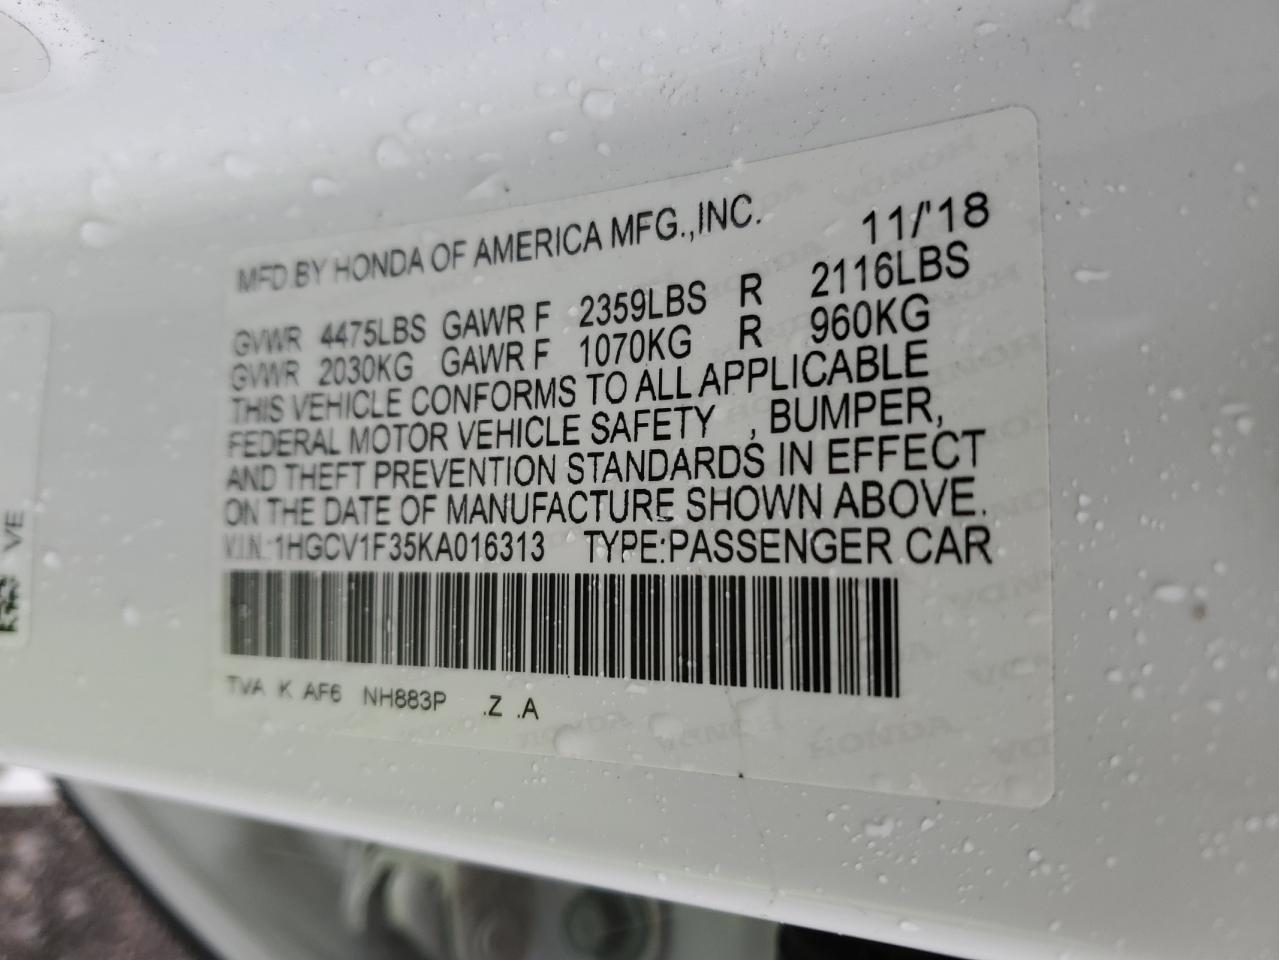 MFD.BY HONDA OF AMERICA MFG.,INC. 11/'18
GVWR 4475LBS GAWR F 2359LBS R 2116LBS
GVWR 2030KG GAWR F 1070KG R 960KG
THIS VEHICLE CONFORMS TO ALL APPLICABLE
FEDERAL MOTOR VEHICLE SAFETY , BUMPER,
AND THEFT PREVENTION STANDARDS IN EFFECT
ON THE DATE OF MANUFACTURE SHOWN ABOVE.
V.I.N.:1HGCV1F35KA016313 TYPE:PASSENGER CAR
TVA K AF6 NH883P .Z .A
VE
HONDA